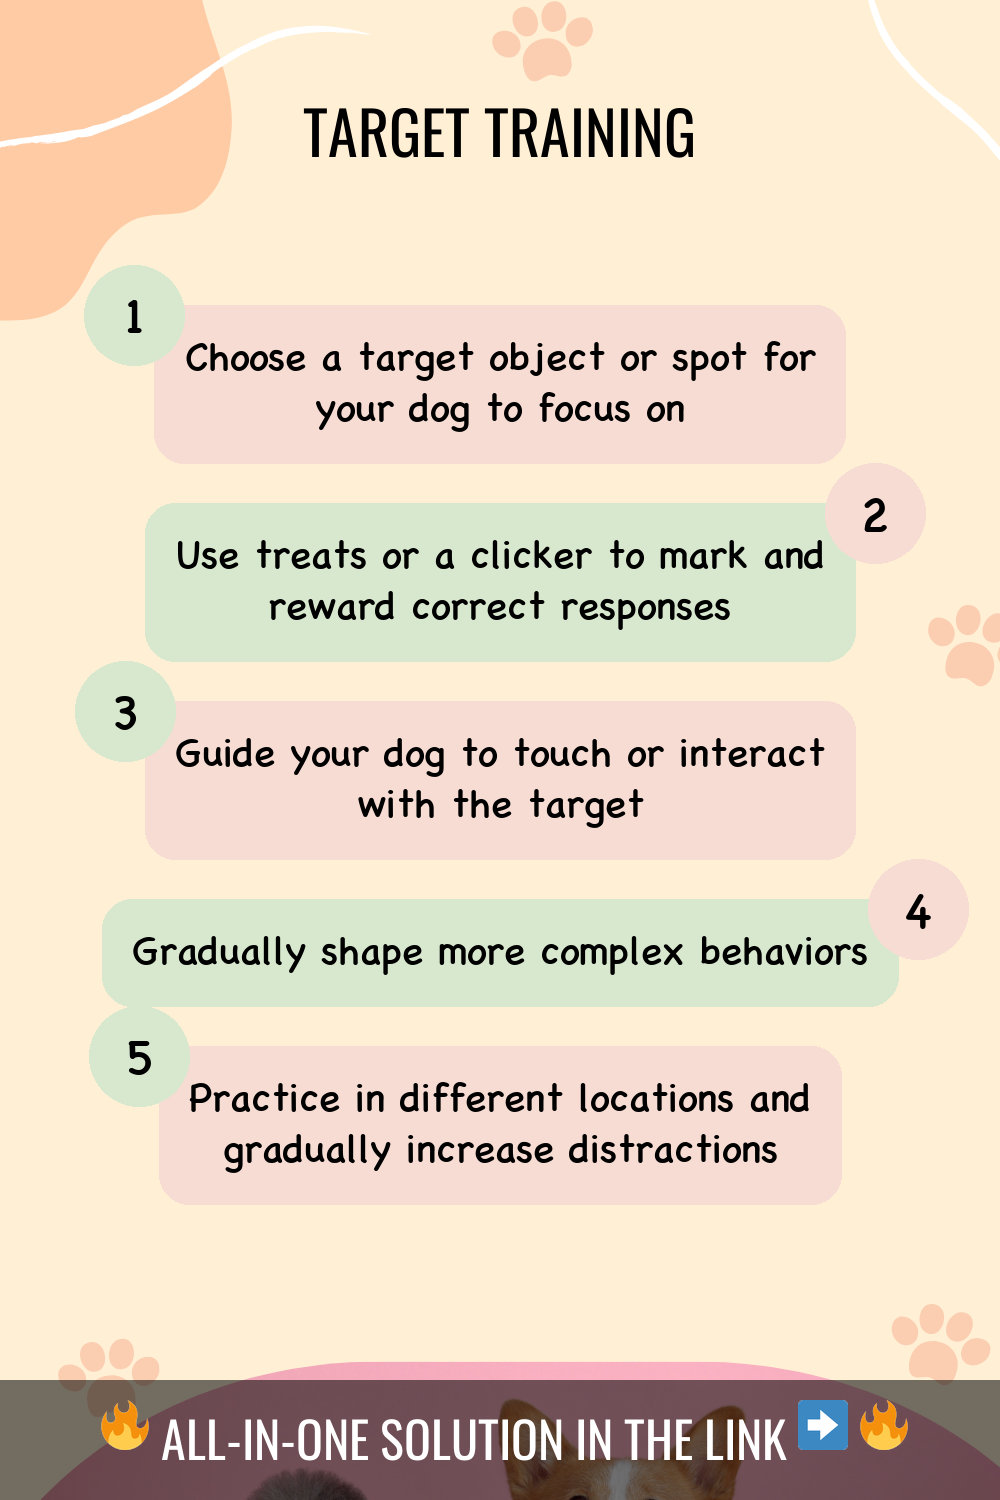 TARGET TRAINING
1
Choose a target object or spot for
your dog to focus on
2
Use treats or a clicker to mark and
reward correct responses
3
Guide your dog to touch or interact
with the target
4
Gradually shape more complex behaviors
5
Practice in different locations and
gradually increase distractions
🔥 ALL-IN-ONE SOLUTION IN THE LINK ➡️ 🔥